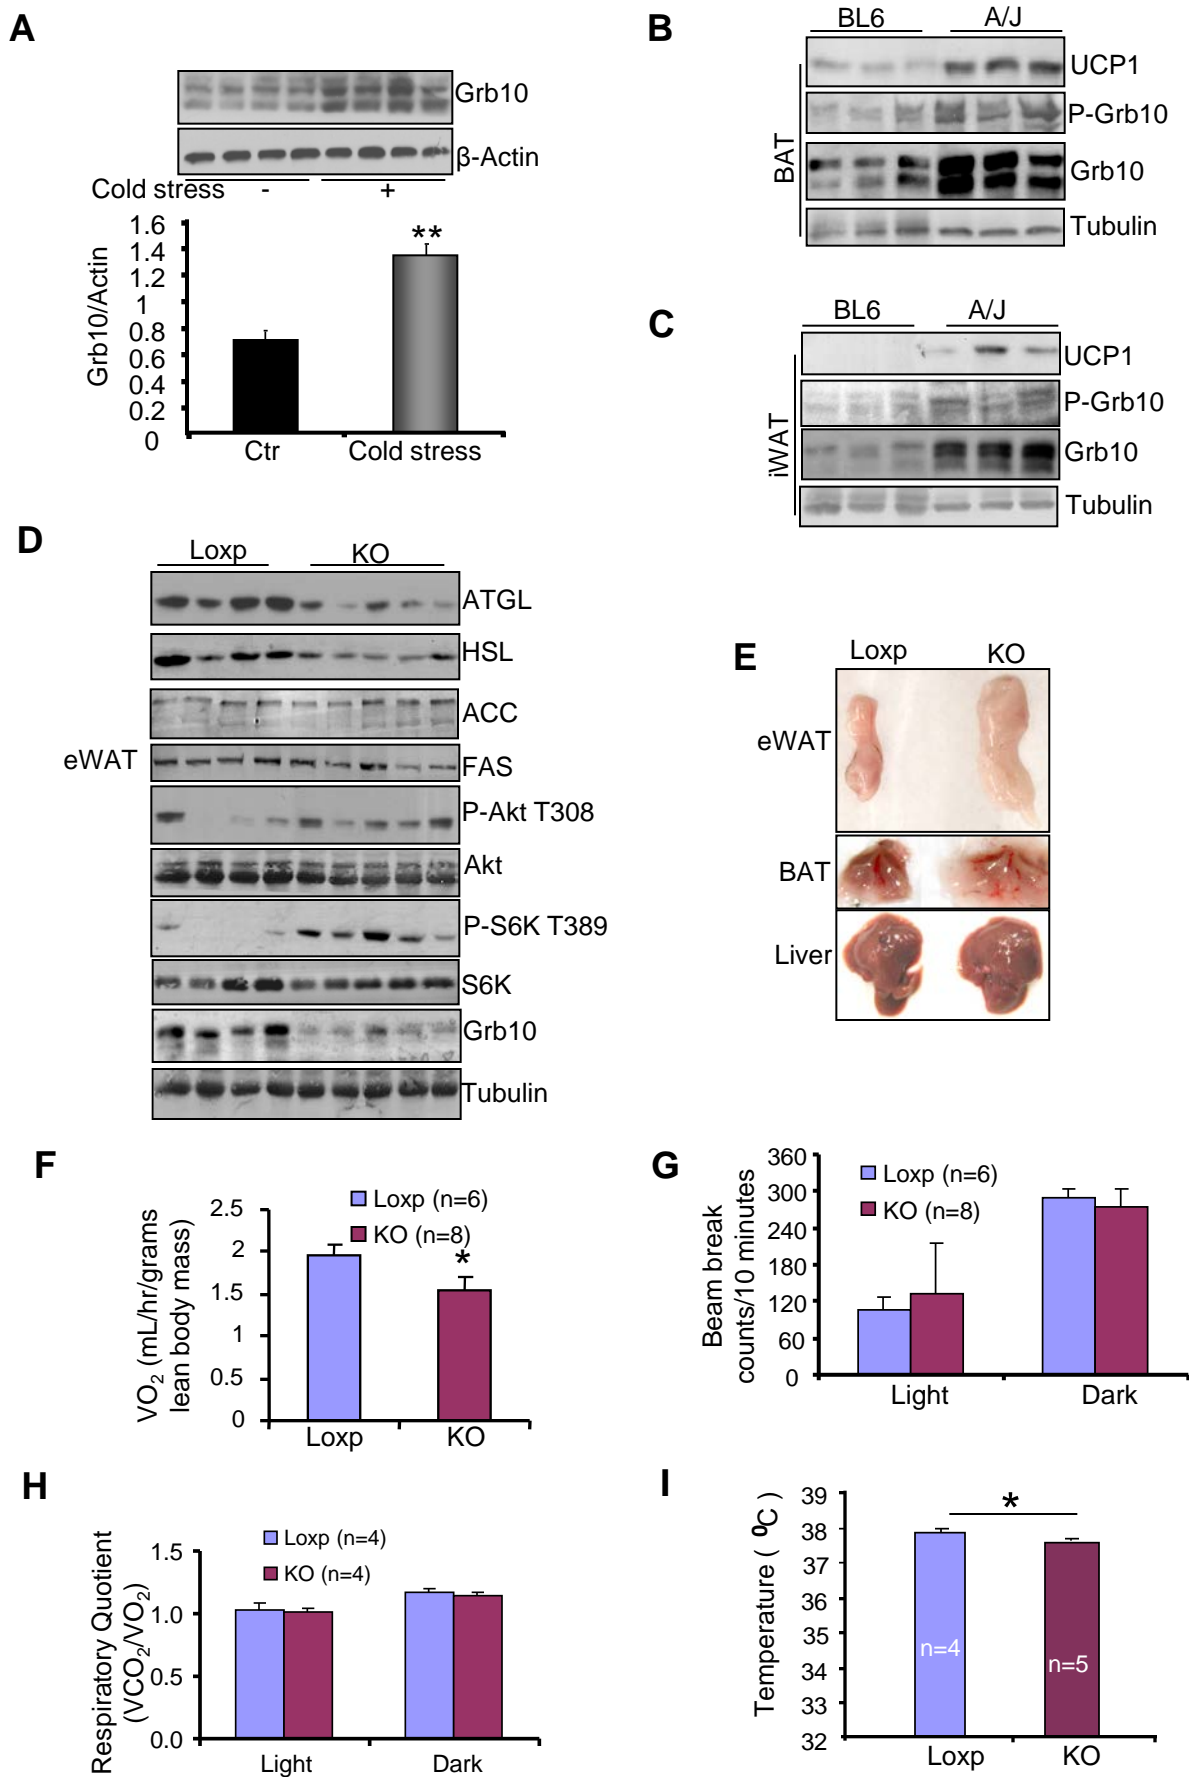 A
Grb10
β-Actin
Cold stress - +
1.6
1.4
1.2
1
0.8
0.6
0.4
0.2
0
Grb10/Actin
**
Ctr Cold stress
B
BL6 A/J
BAT
UCP1
P-Grb10
Grb10
Tubulin
C
BL6 A/J
iWAT
UCP1
P-Grb10
Grb10
Tubulin
D
Loxp KO
eWAT
ATGL
HSL
ACC
FAS
P-Akt T308
Akt
P-S6K T389
S6K
Grb10
Tubulin
E
Loxp KO
eWAT
BAT
Liver
F
VO2 (mL/hr/grams
lean body mass)
2.5
2
1.5
1
0.5
0
Loxp (n=6)
KO (n=8)
*
Loxp KO
G
Beam break
counts/10 minutes
360
300
240
180
120
60
0
Loxp (n=6)
KO (n=8)
Light Dark
H
Respiratory Quotient
(VCO2/VO2)
1.5
1.0
0.5
0.0
Loxp (n=4)
KO (n=4)
Light Dark
I
Temperature ( ⁰C )
39
38
37
36
35
34
33
32
*
n=4
n=5
Loxp KO